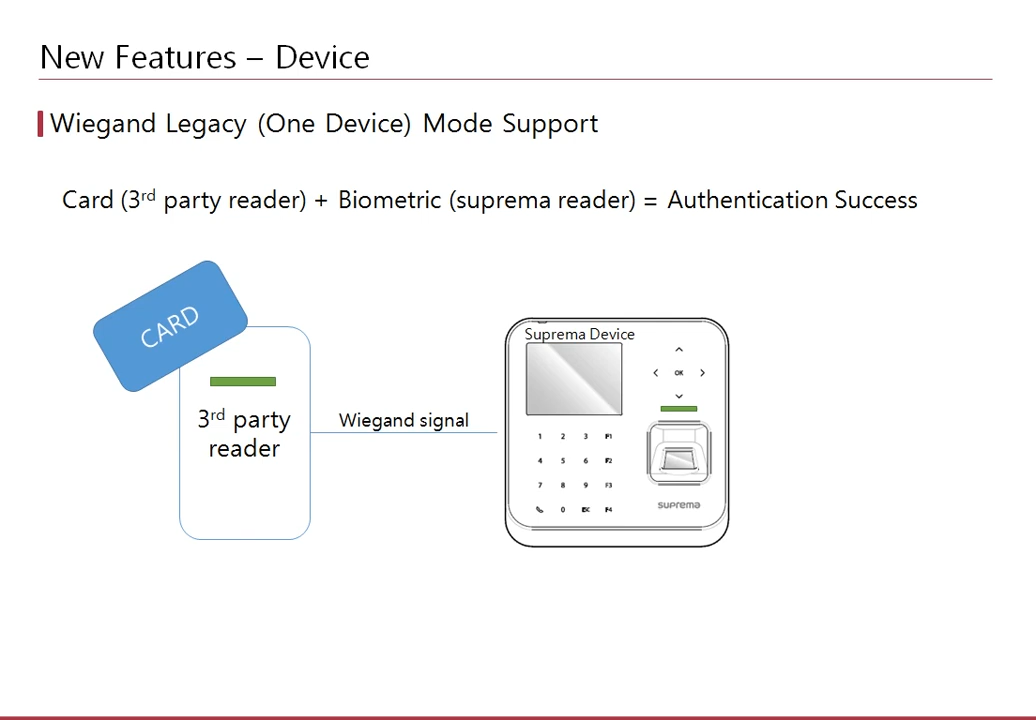 New Features – Device
Wiegand Legacy (One Device) Mode Support
Card (3rd party reader) + Biometric (suprema reader) = Authentication Success
CARD
3rd party
reader
Wiegand signal
Suprema Device
OK
1 2 3 F1
4 5 6 F2
7 8 9 F3
0 ESC F4
suprema